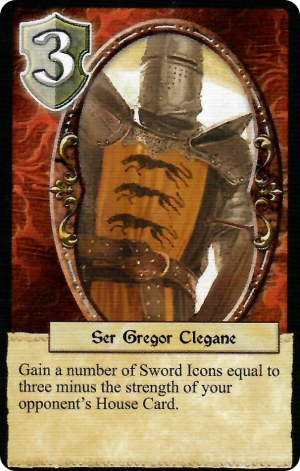 3
Ser Gregor Clegane
Gain a number of Sword Icons equal to
three minus the strength of your
opponent's House Card.